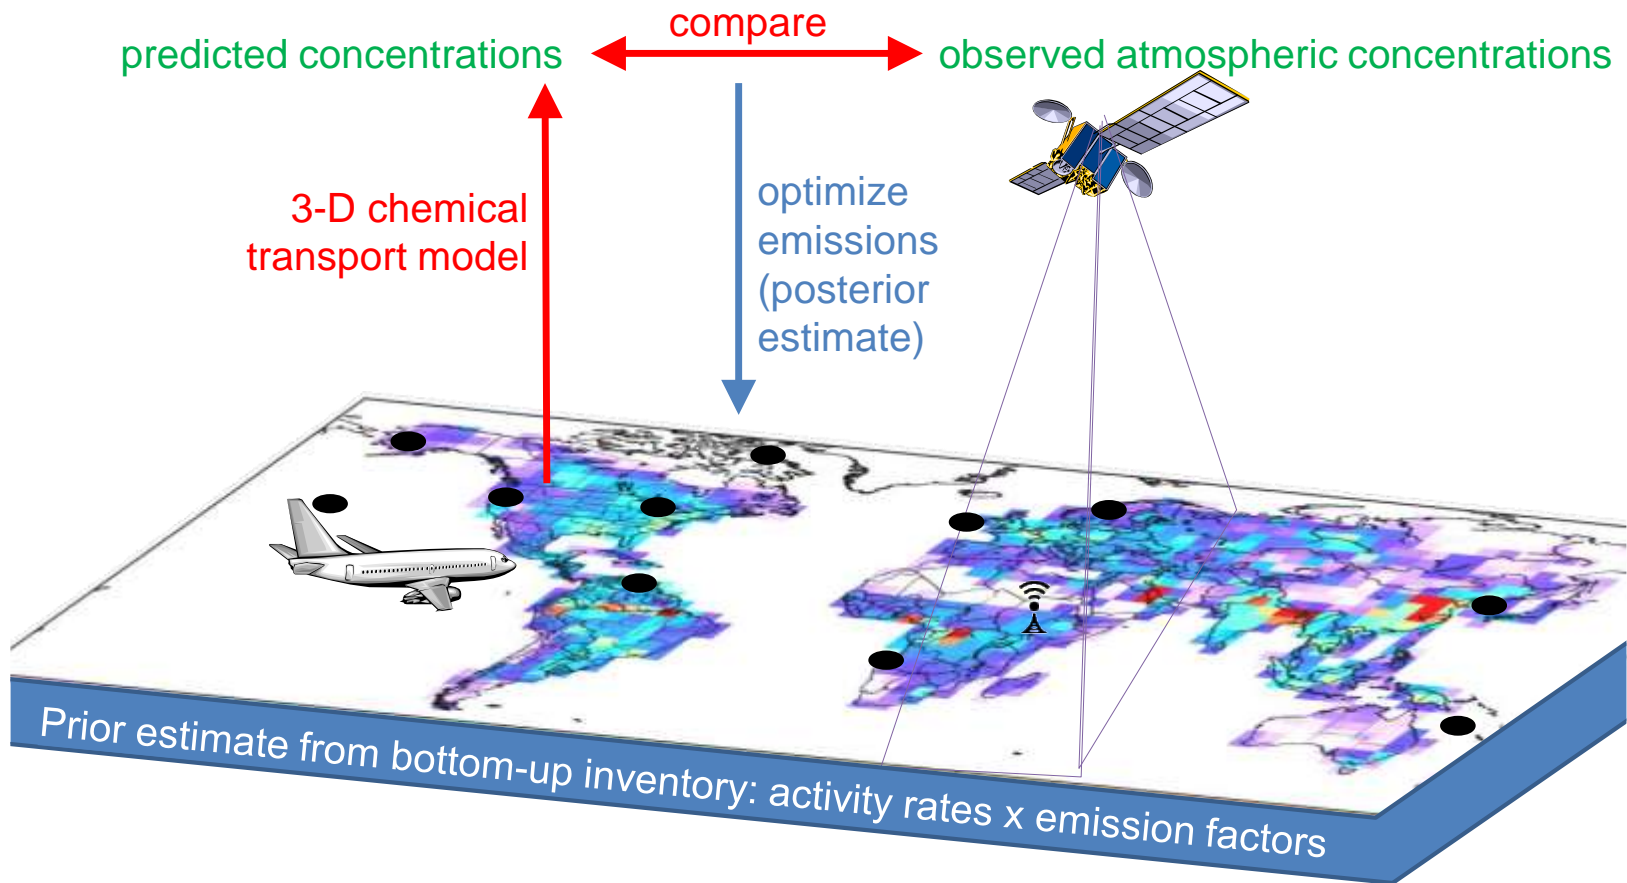 compare
predicted concentrations
observed atmospheric concentrations
3-D chemical
transport model
optimize
emissions
(posterior
estimate)
Prior estimate from bottom-up inventory: activity rates x emission factors